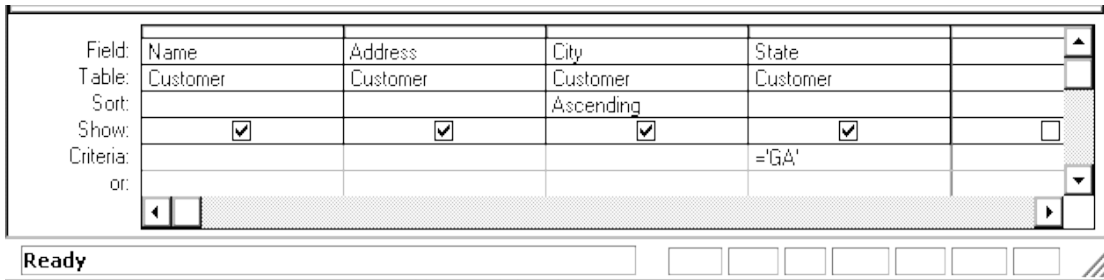 Field: Name Address City State
Table: Customer Customer Customer Customer
Sort: Ascending
Show:
Criteria: ='GA'
or:
Ready